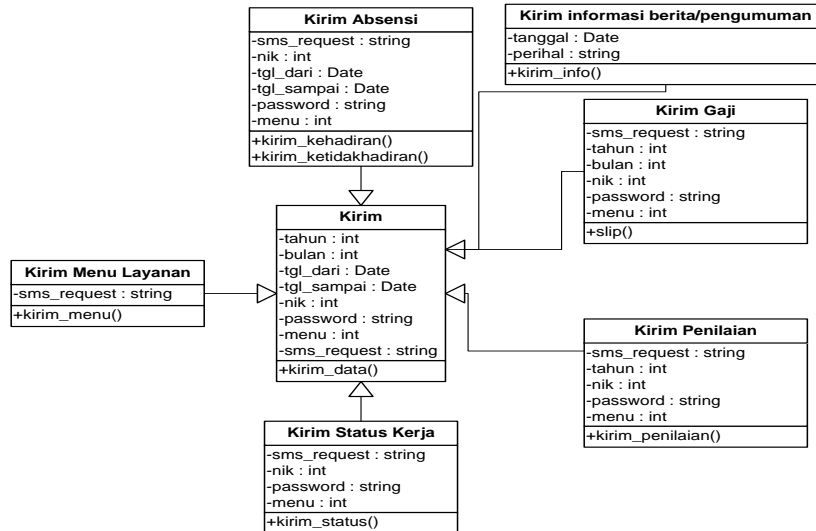 Kirim Absensi
-sms_request : string
-nik : int
-tgl_dari : Date
-tgl_sampai : Date
-password : string
-menu : int
+kirim_kehadiran()
+kirim_ketidakhadiran()
Kirim informasi berita/pengumuman
-tanggal : Date
-perihal : string
+kirim_info()
Kirim Gaji
-sms_request : string
-tahun : int
-bulan : int
-nik : int
-password : string
-menu : int
+slip()
Kirim
-tahun : int
-bulan : int
-tgl_dari : Date
-tgl_sampai : Date
-nik : int
-password : string
-menu : int
-sms_request : string
+kirim_data()
Kirim Menu Layanan
-sms_request : string
+kirim_menu()
Kirim Penilaian
-sms_request : string
-tahun : int
-nik : int
-password : string
-menu : int
+kirim_penilaian()
Kirim Status Kerja
-sms_request : string
-nik : int
-password : string
-menu : int
+kirim_status()